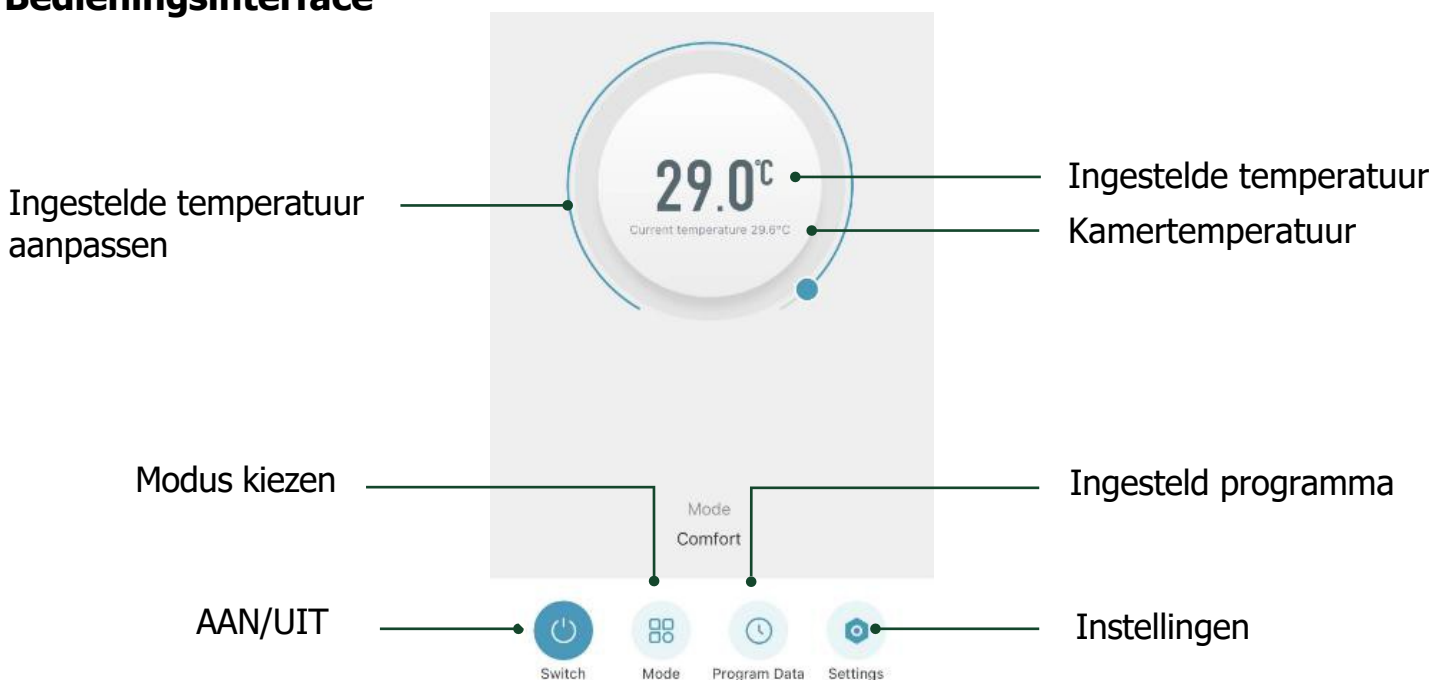 Bedieningsinterface
29.0°C
Current temperature 29.6°C
Ingestelde temperatuur
aanpassen
Ingestelde temperatuur
Kamertemperatuur
Modus kiezen
Ingesteld programma
Mode
Comfort
AAN/UIT
Instellingen
Switch
Mode
Program Data
Settings